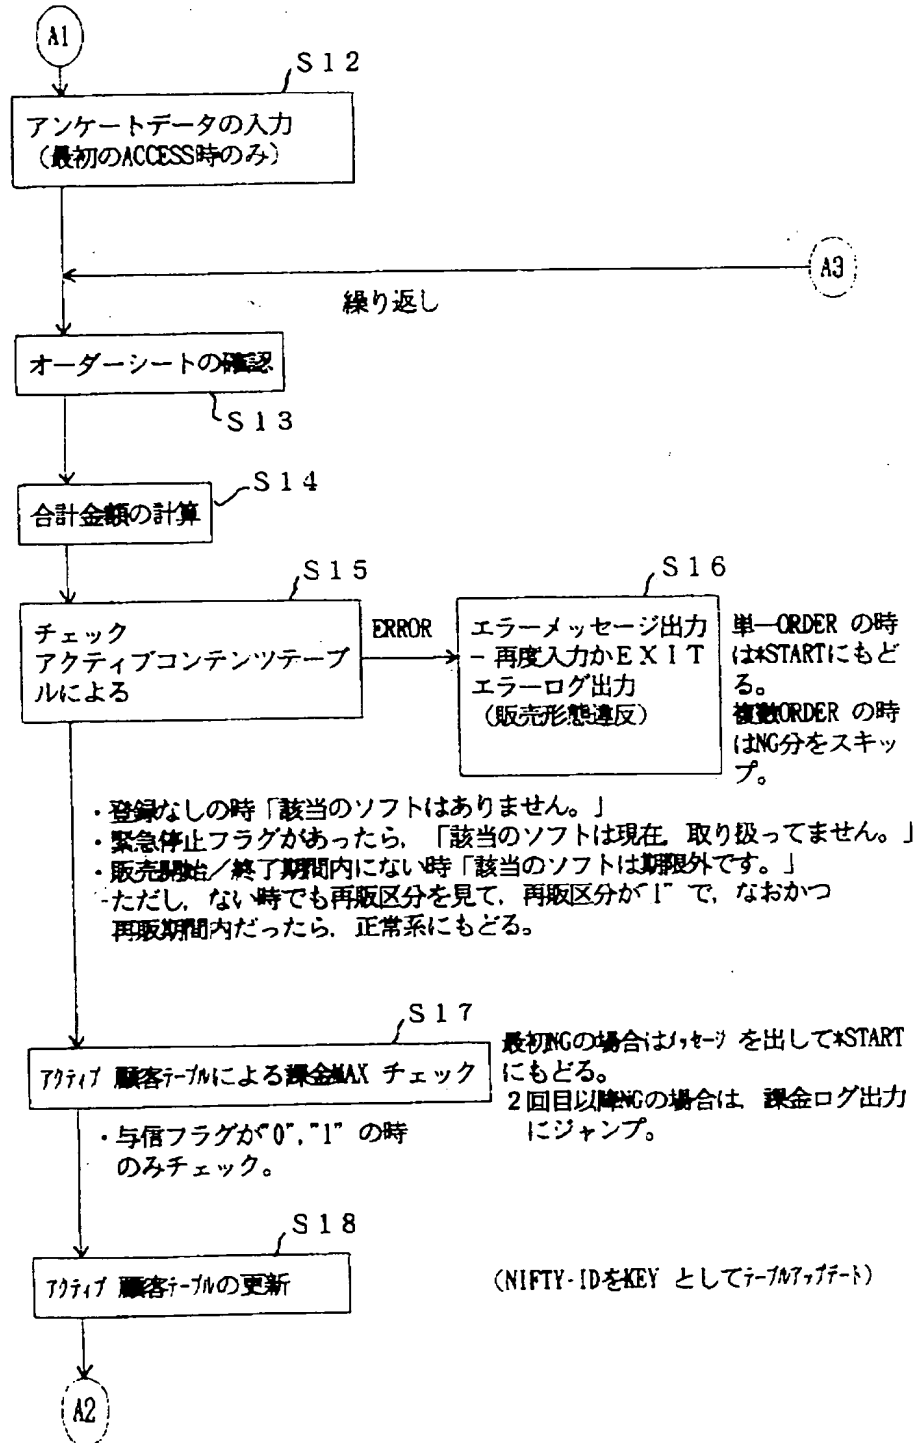 A1
S12
アンケートデータの入力
（最初のACCESS時のみ）
A3
繰り返し
オーダーシートの確認
S13
S14
合計金額の計算
S15
チェック
アクティブコンテンツテーブ
ルによる
ERROR
S16
エラーメッセージ出力
－再度入力かＥＸＩＴ
エラーログ出力
（販売形態違反）
単一ORDER の時
は*STARTにもど
る。
複数ORDER の時
はNG分をスキッ
プ。
・登録なしの時「該当のソフトはありません。」
・緊急停止フラグがあったら，「該当のソフトは現在，取り扱ってません。」
・販売開始／終了期間内にない時「該当のソフトは期限外です。」
-ただし，ない時でも再販区分を見て，再販区分が"1" で，なおかつ
再販期間内だったら，正常系にもどる。
S17
アクティブ 顧客テーブルによる課金MAX チェック
最初NGの場合はメッセージ を出して*START
にもどる。
２回目以降NGの場合は，課金ログ出力
にジャンプ。
・与信フラグが"0"，"1" の時
のみチェック。
S18
アクティブ 顧客テーブルの更新
（NIFTY-IDをKEY としてテーブルアップデート）
A2